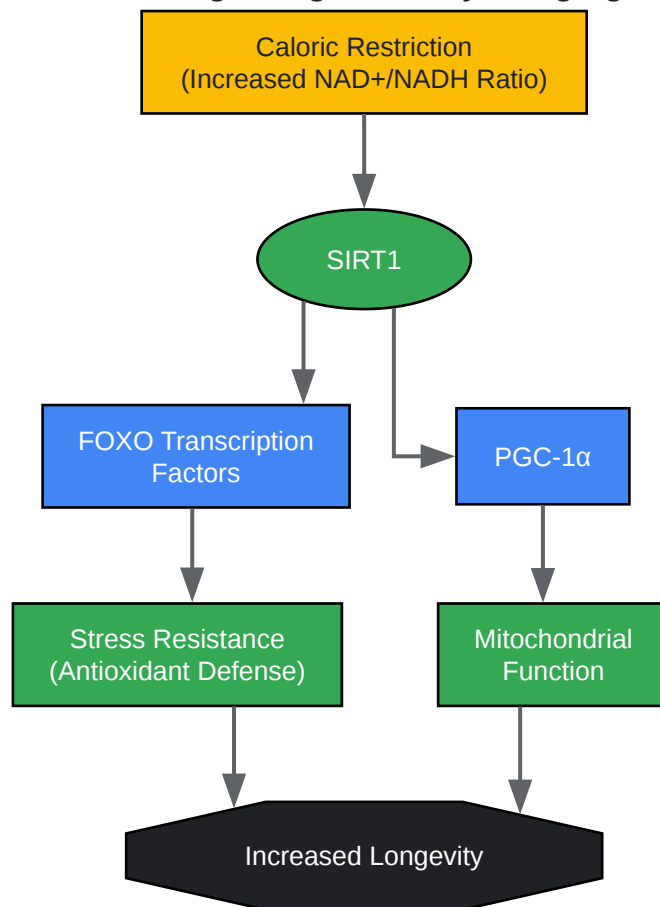 Caloric Restriction
(Increased NAD+/NADH Ratio)
SIRT1
FOXO Transcription
Factors
PGC-1α
Stress Resistance
(Antioxidant Defense)
Mitochondrial
Function
Increased Longevity